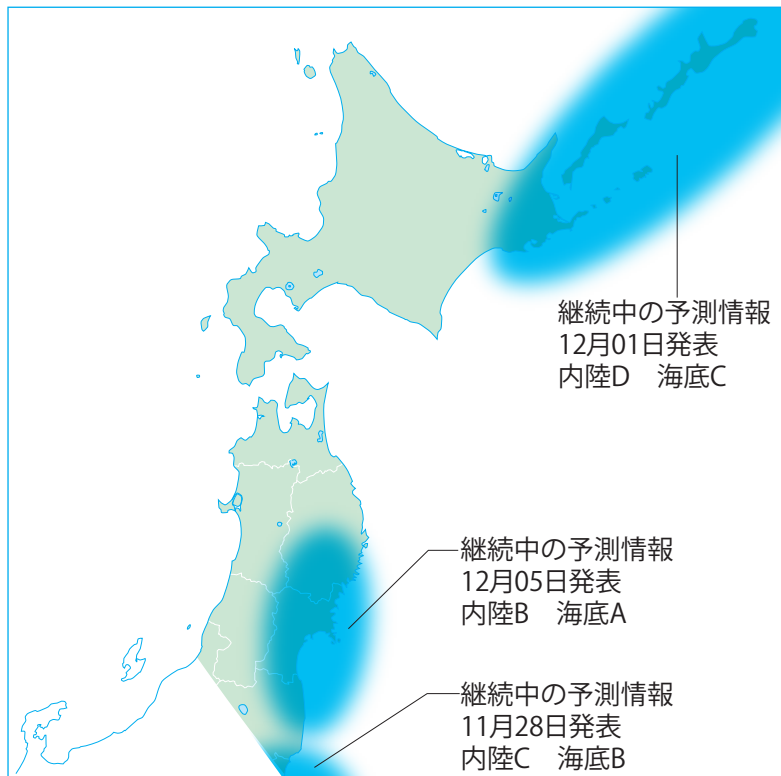 継続中の予測情報
12月01日発表
内陸D　海底C
継続中の予測情報
12月05日発表
内陸B　海底A
継続中の予測情報
11月28日発表
内陸C　海底B